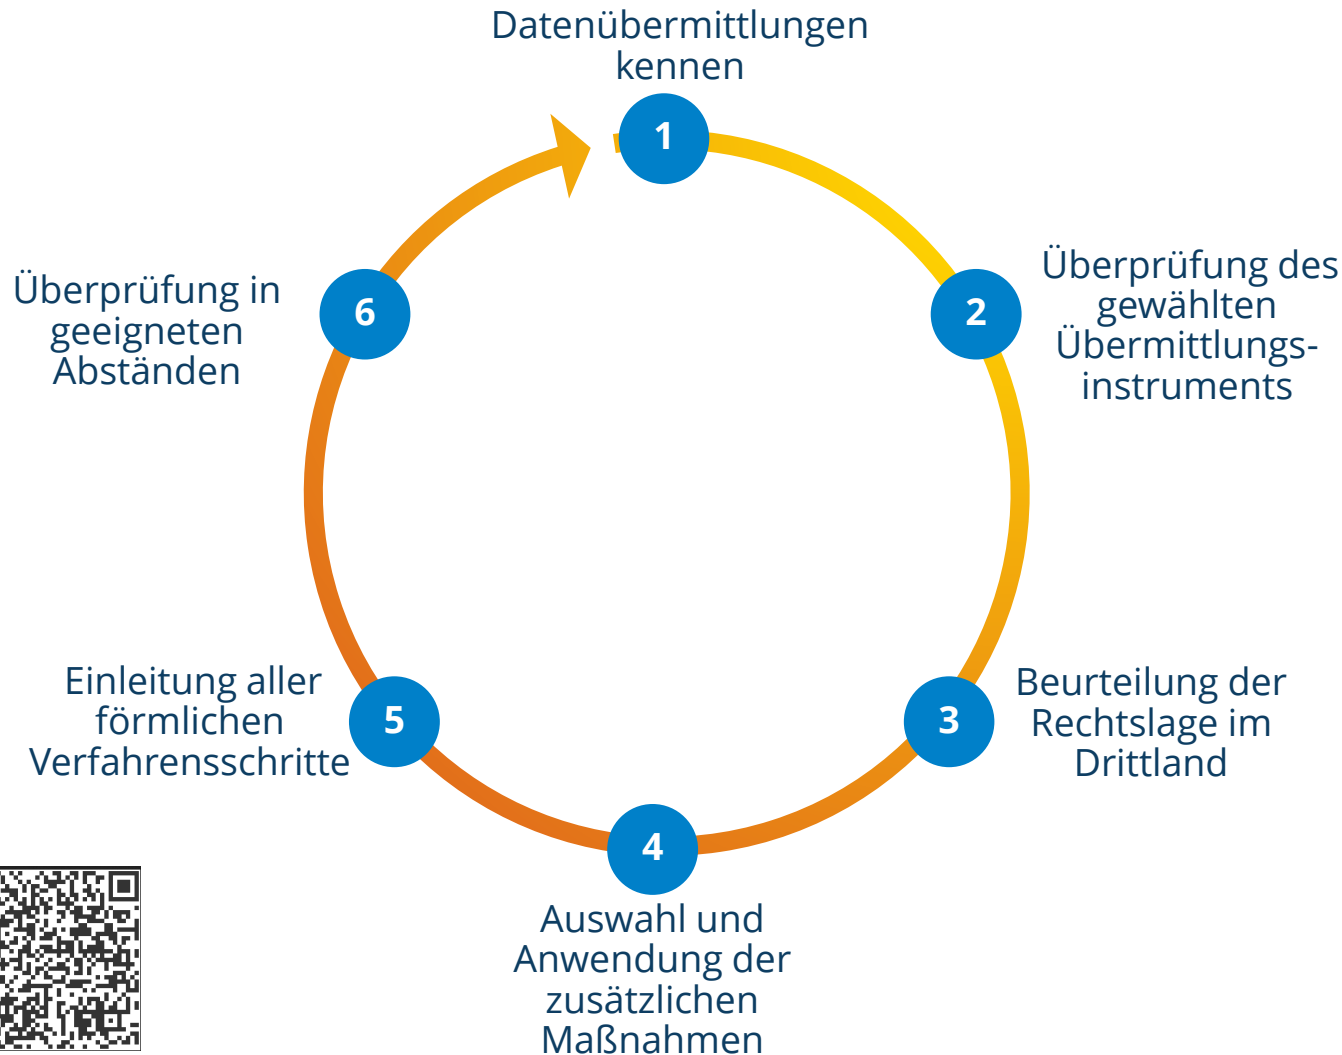 Datenübermittlungen
kennen
1
2
Überprüfung des
gewählten
Übermittlungs-
instruments
3
Beurteilung der
Rechtslage im
Drittland
4
Auswahl und
Anwendung der
zusätzlichen
Maßnahmen
5
Einleitung aller
förmlichen
Verfahrensschritte
6
Überprüfung in
geeigneten
Abständen